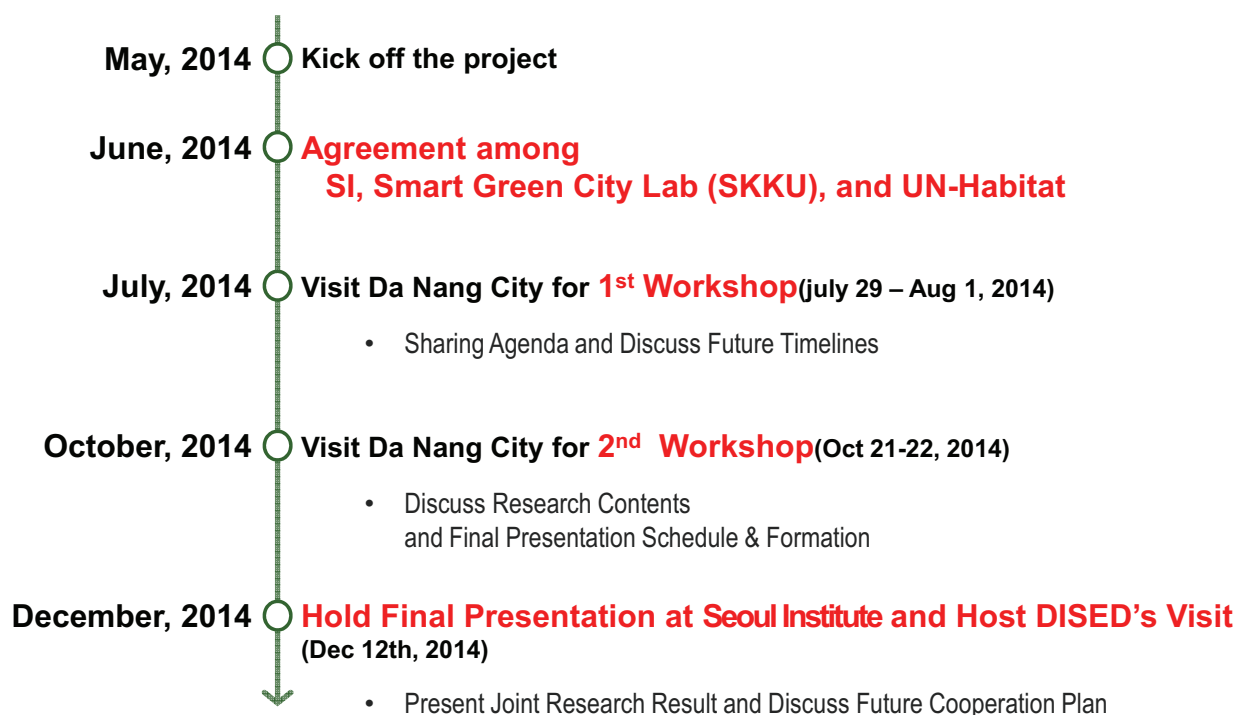 May, 2014 Kick off the project
June, 2014 Agreement among
SI, Smart Green City Lab (SKKU), and UN-Habitat
July, 2014 Visit Da Nang City for 1st Workshop(july 29 – Aug 1, 2014)
• Sharing Agenda and Discuss Future Timelines
October, 2014 Visit Da Nang City for 2nd Workshop(Oct 21-22, 2014)
• Discuss Research Contents
and Final Presentation Schedule & Formation
December, 2014 Hold Final Presentation at Seoul Institute and Host DISED's Visit
(Dec 12th, 2014)
• Present Joint Research Result and Discuss Future Cooperation Plan